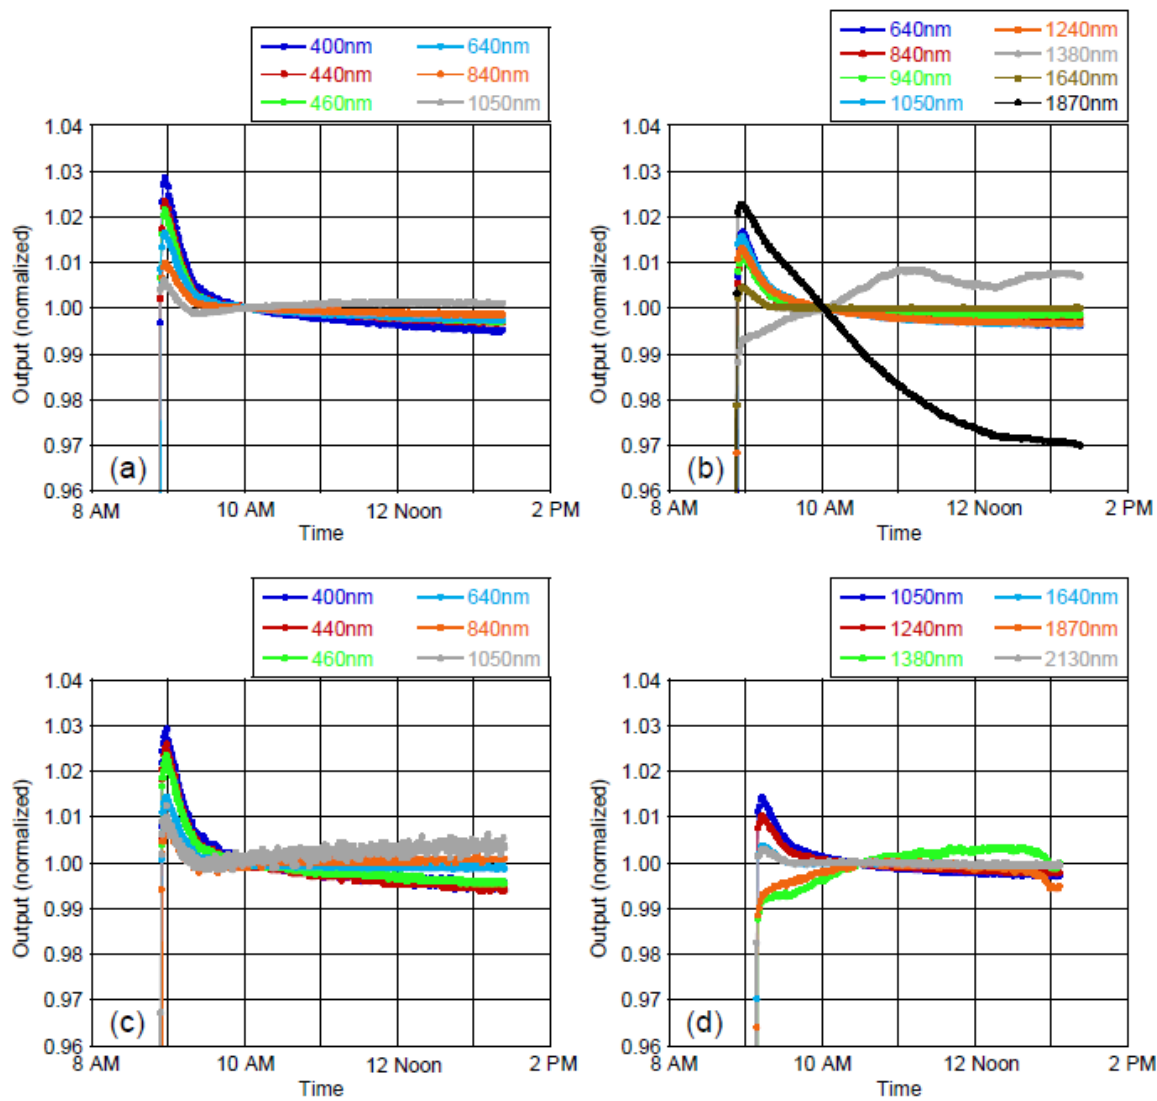 400nm 640nm
440nm 840nm
460nm 1050nm
1.04
1.03
1.02
1.01
1.00
0.99
0.98
0.97
0.96
Output (normalized)
(a)
8 AM 10 AM 12 Noon 2 PM
Time
640nm 1240nm
840nm 1380nm
940nm 1640nm
1050nm 1870nm
1.04
1.03
1.02
1.01
1.00
0.99
0.98
0.97
0.96
Output (normalized)
(b)
8 AM 10 AM 12 Noon 2 PM
Time
400nm 640nm
440nm 840nm
460nm 1050nm
1.04
1.03
1.02
1.01
1.00
0.99
0.98
0.97
0.96
Output (normalized)
(c)
8 AM 10 AM 12 Noon 2 PM
Time
1050nm 1640nm
1240nm 1870nm
1380nm 2130nm
1.04
1.03
1.02
1.01
1.00
0.99
0.98
0.97
0.96
Output (normalized)
(d)
8 AM 10 AM 12 Noon 2 PM
Time